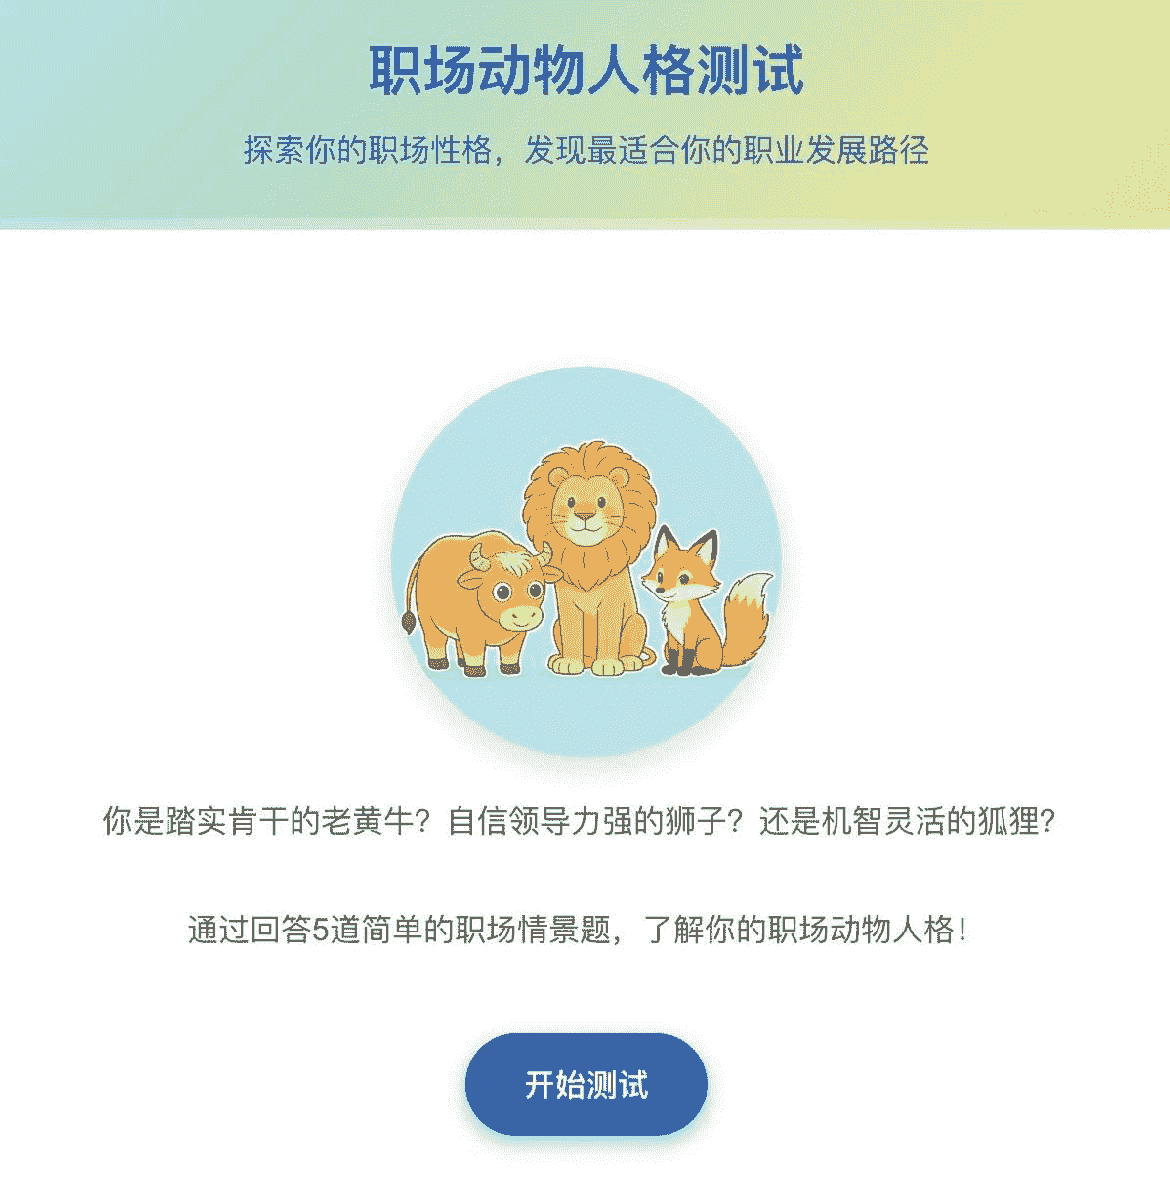 职场动物人格测试
探索你的职场性格，发现最适合你的职业发展路径
你是踏实肯干的老黄牛？自信领导力强的狮子？还是机智灵活的狐狸？
通过回答5道简单的职场情景题，了解你的职场动物人格！
开始测试